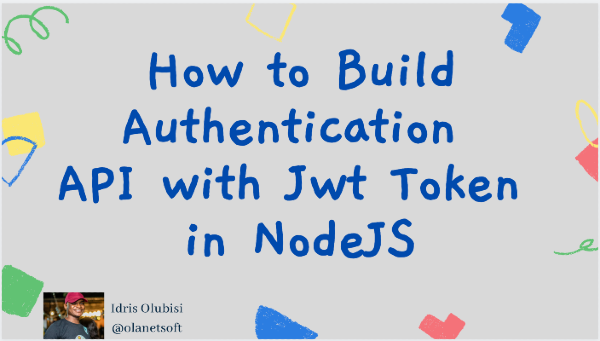 How to Build
Authentication
API with Jwt Token
in NodeJS
Idris Olubisi
@olanetsoft